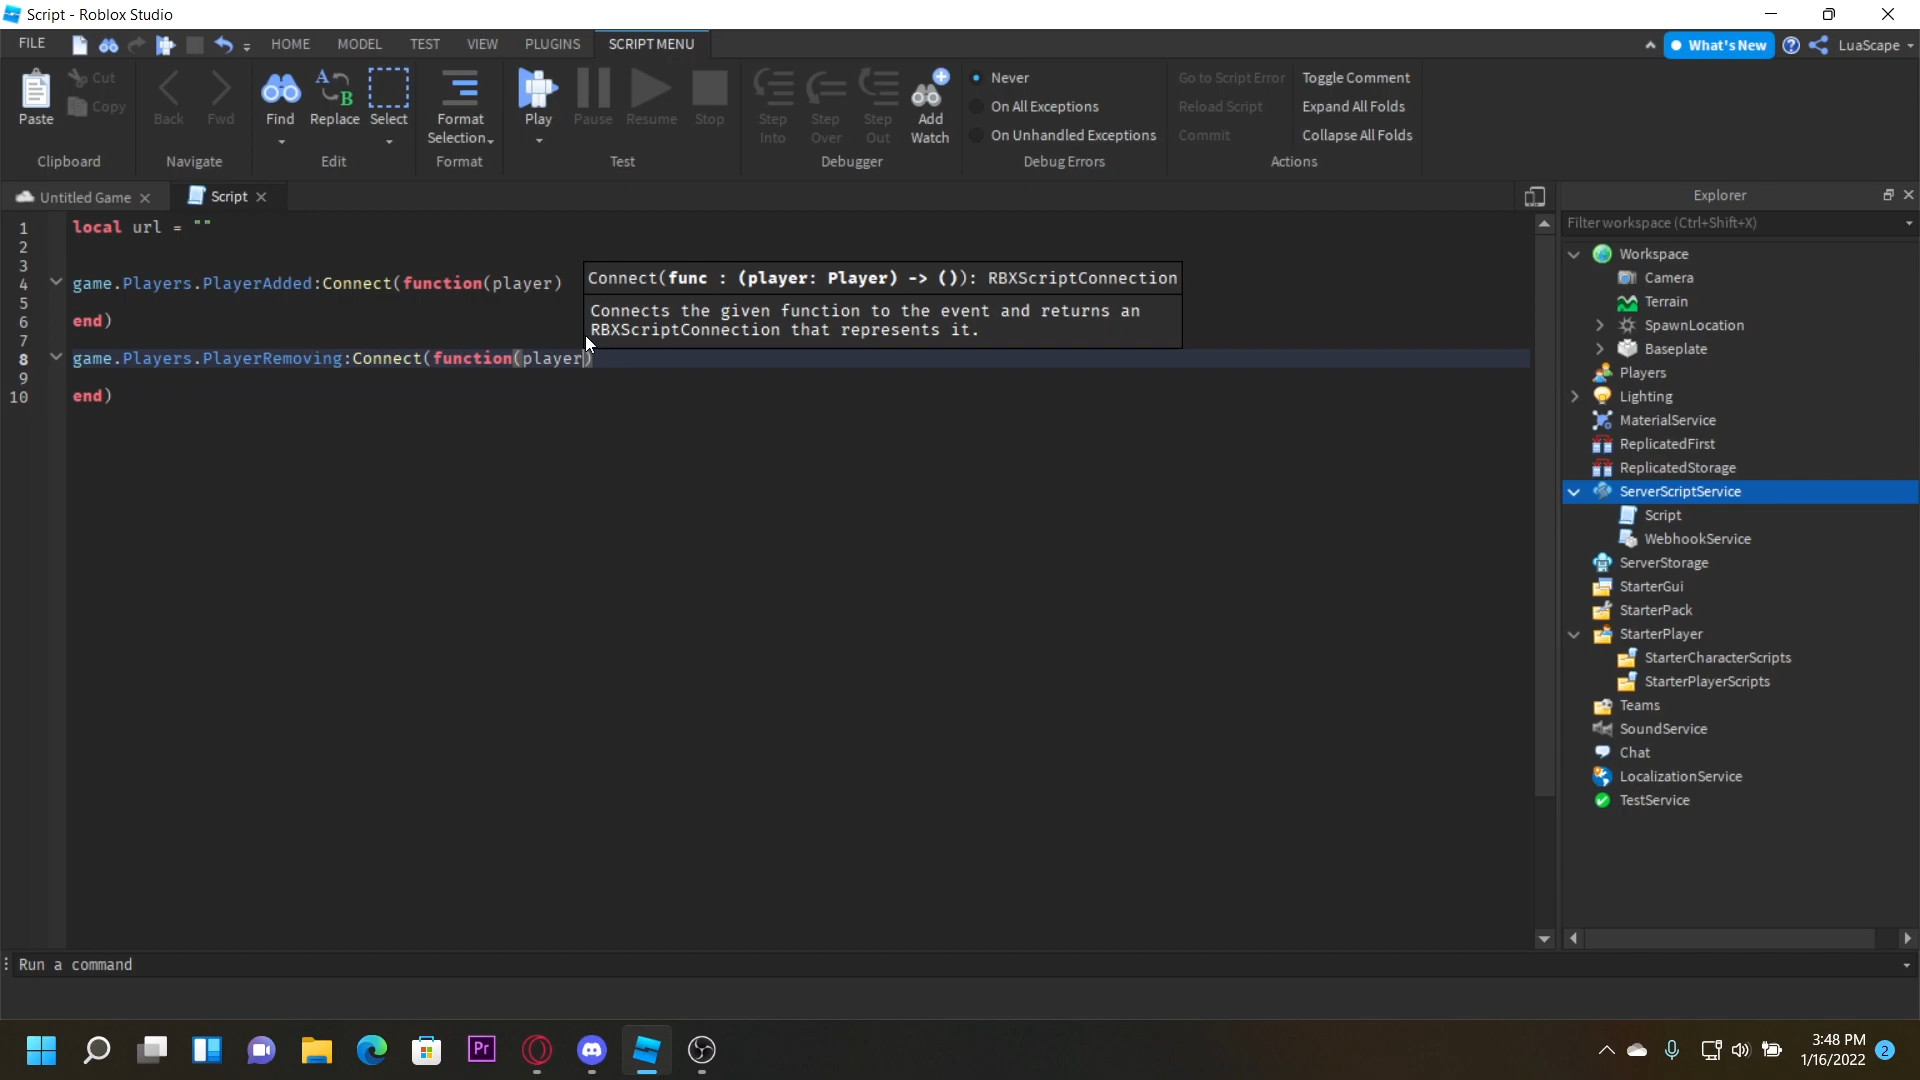 Script - Roblox Studio
FILE HOME MODEL TEST VIEW PLUGINS SCRIPT MENU What's New LuaScape
Paste Cut Copy Back Fwd Find Replace Select Format Selection Play Pause Resume Stop Step Into Step Over Step Out Add Watch
Never
On All Exceptions
On Unhandled Exceptions
Go to Script Error
Reload Script
Commit
Toggle Comment
Expand All Folds
Collapse All Folds
Clipboard Navigate Edit Format Test Debugger Debug Errors Actions
Untitled Game Script
1 local url = ""
2
3
4 game.Players.PlayerAdded:Connect(function(player)
5
6 end)
7
8 game.Players.PlayerRemoving:Connect(function(player)
9
10 end)
Connect(func : (player: Player) -> ()): RBXScriptConnection
Connects the given function to the event and returns an
RBXScriptConnection that represents it.
Explorer
Filter workspace (Ctrl+Shift+X)
Workspace
Camera
Terrain
SpawnLocation
Baseplate
Players
Lighting
MaterialService
ReplicatedFirst
ReplicatedStorage
ServerScriptService
Script
WebhookService
ServerStorage
StarterGui
StarterPack
StarterPlayer
StarterCharacterScripts
StarterPlayerScripts
Teams
SoundService
Chat
LocalizationService
TestService
Run a command
Pr
3:48 PM
1/16/2022
2